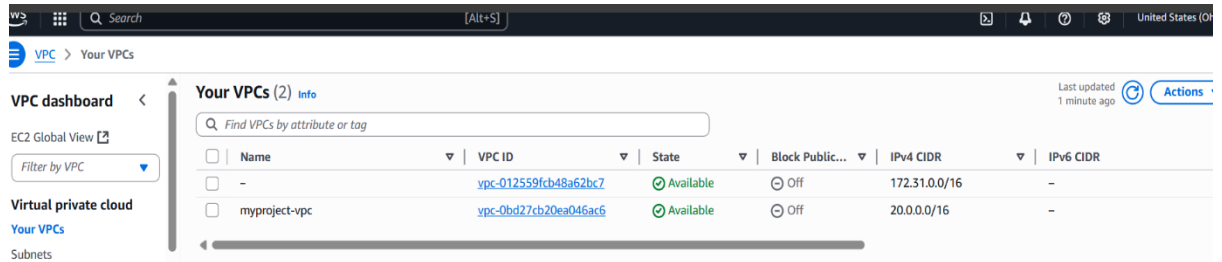 aws Search [Alt+S] United States (Oh
VPC > Your VPCs
VPC dashboard
EC2 Global View
Filter by VPC
Virtual private cloud
Your VPCs
Subnets
Your VPCs (2) Info
Last updated
1 minute ago
Actions
Find VPCs by attribute or tag
Name VPC ID State Block Public... IPv4 CIDR IPv6 CIDR
– vpc-012559fcb48a62bc7 Available Off 172.31.0.0/16 –
myproject-vpc vpc-0bd27cb20ea046ac6 Available Off 20.0.0.0/16 –